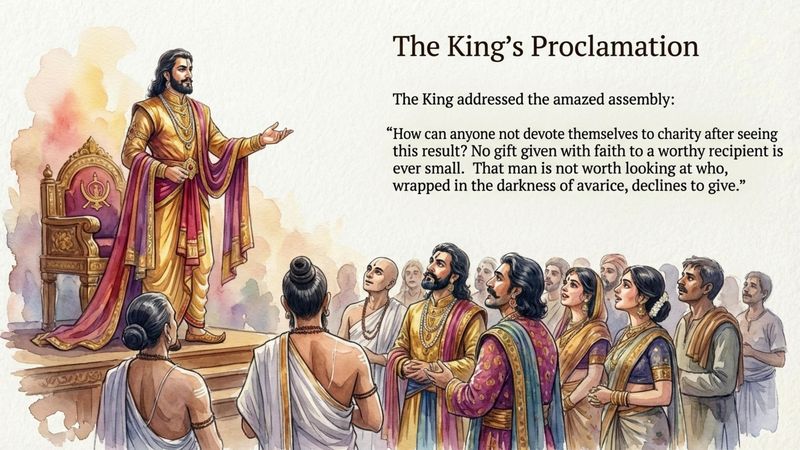 The King’s Proclamation
The King addressed the amazed assembly:
“How can anyone not devote themselves to charity after seeing
this result? No gift given with faith to a worthy recipient is
ever small.  That man is not worth looking at who,
wrapped in the darkness of avarice, declines to give.”